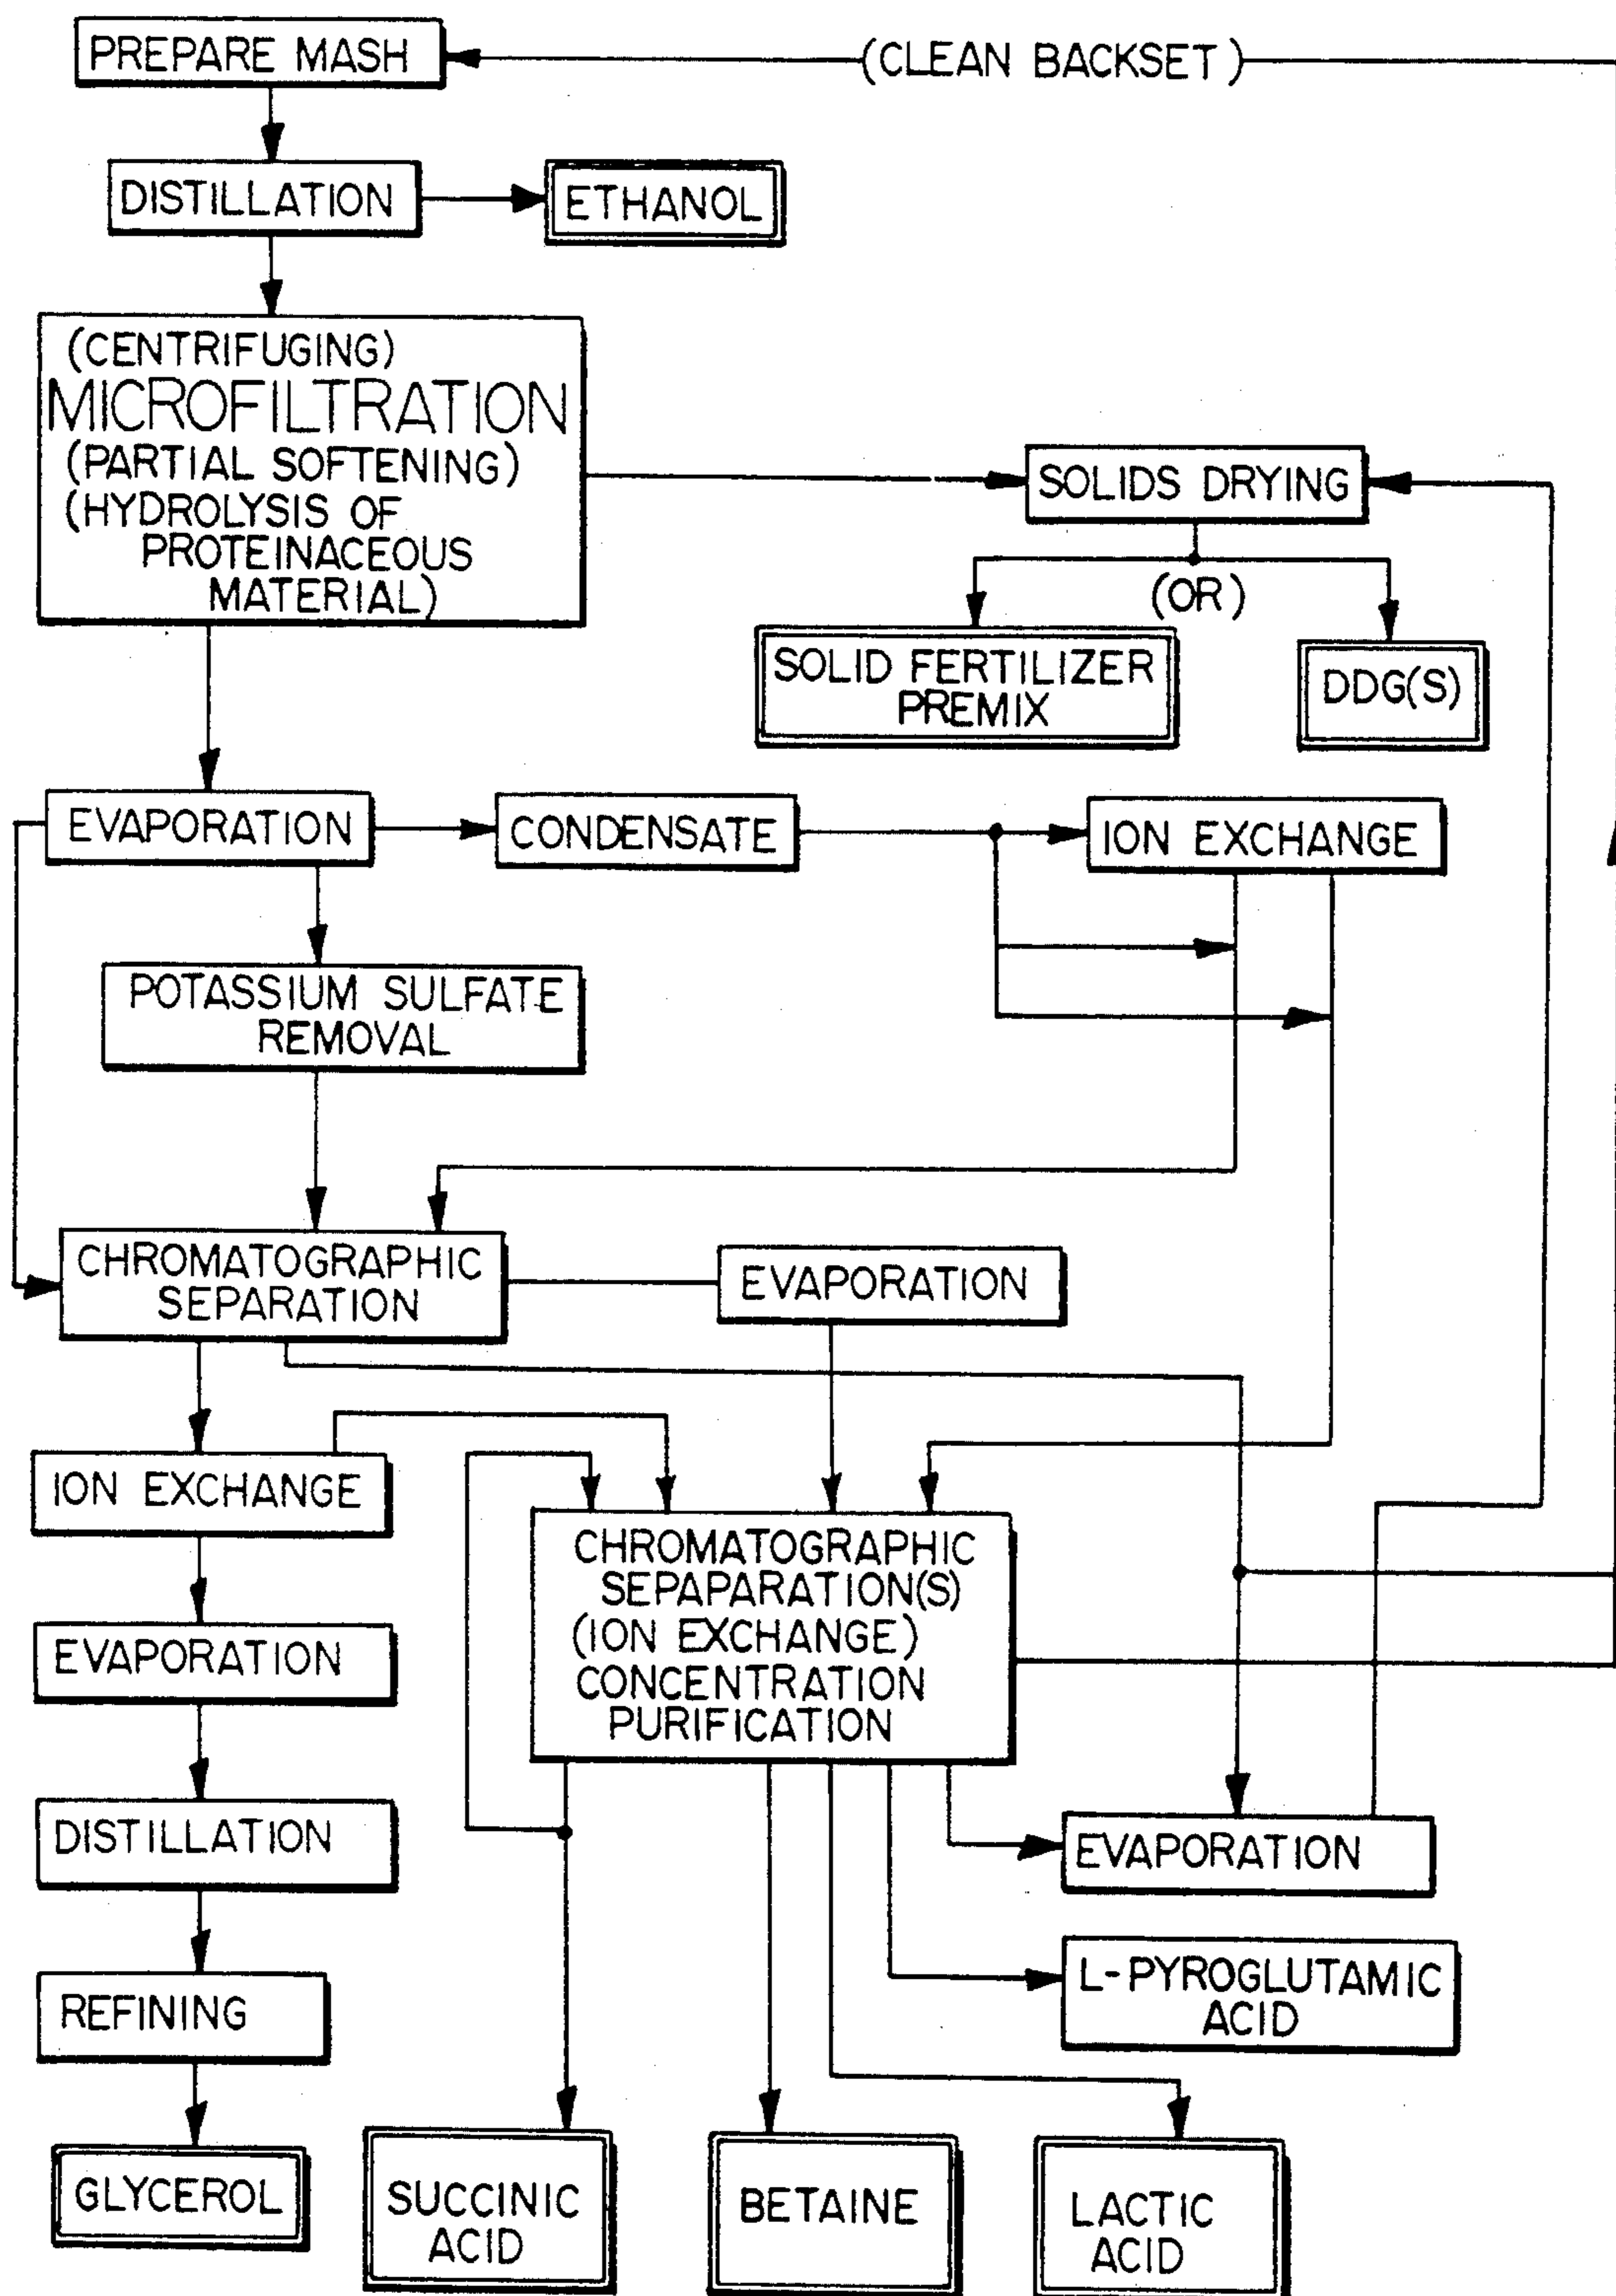 PREPARE MASH
(CLEAN BACKSET)
DISTILLATION
ETHANOL
(CENTRIFUGING)
MICROFILTRATION
(PARTIAL SOFTENING)
(HYDROLYSIS OF
PROTEINACEOUS
MATERIAL)
SOLIDS DRYING
(OR)
SOLID FERTILIZER
PREMIX
DDG(S)
EVAPORATION
CONDENSATE
ION EXCHANGE
POTASSIUM SULFATE
REMOVAL
CHROMATOGRAPHIC
SEPARATION
EVAPORATION
ION EXCHANGE
CHROMATOGRAPHIC
SEPAPARATION(S)
(ION EXCHANGE)
CONCENTRATION
PURIFICATION
EVAPORATION
DISTILLATION
EVAPORATION
REFINING
L-PYROGLUTAMIC
ACID
GLYCEROL
SUCCINIC
ACID
BETAINE
LACTIC
ACID